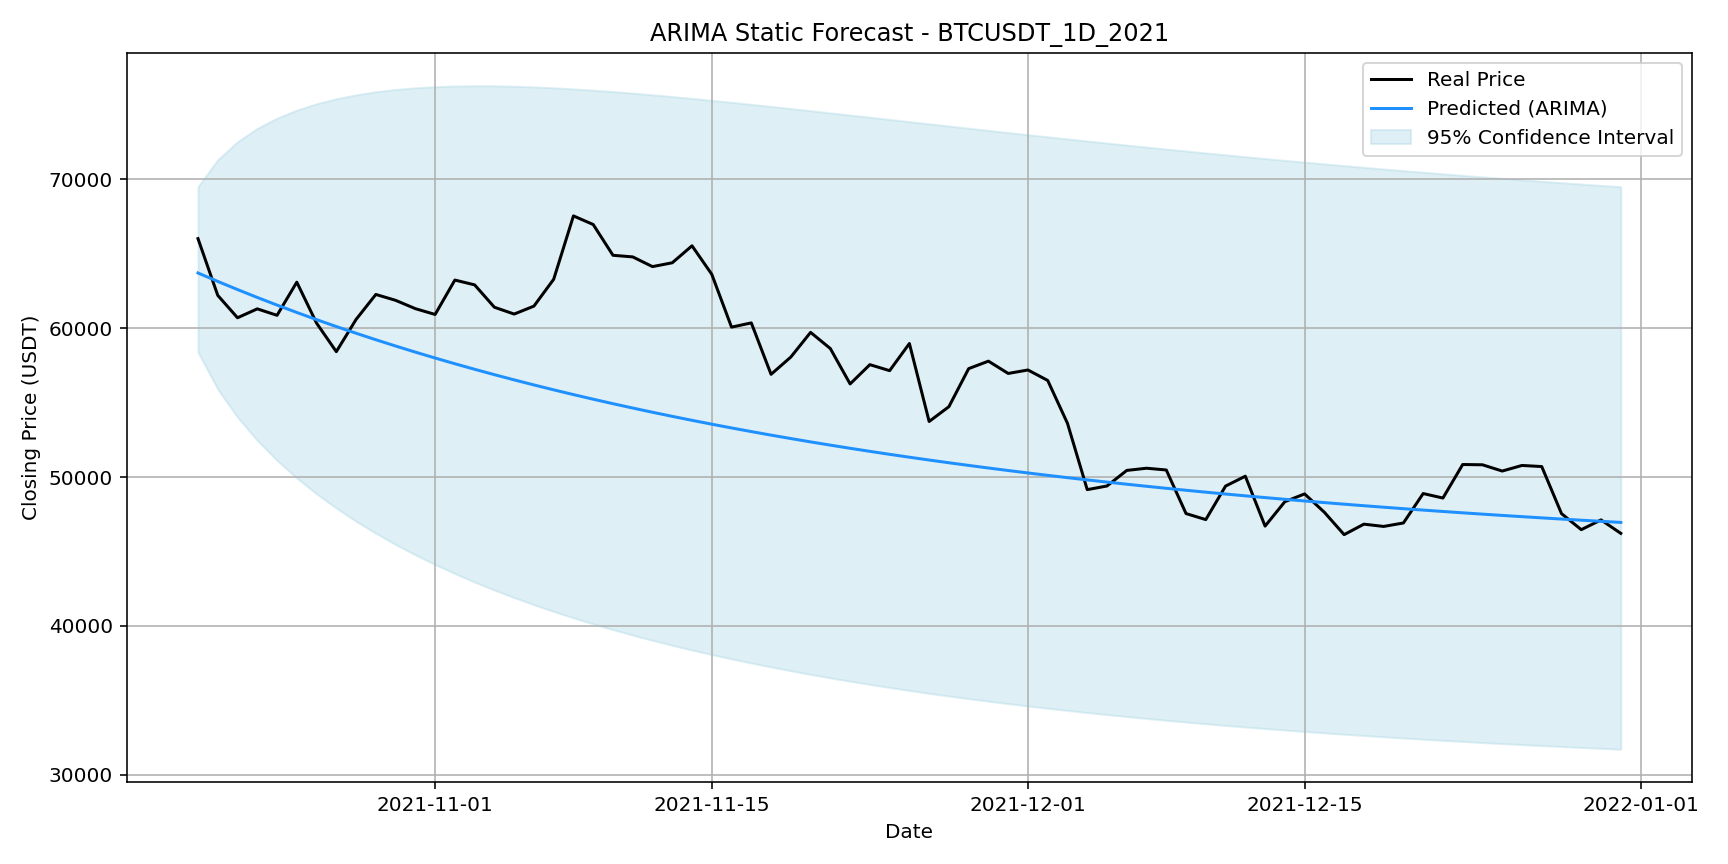 ARIMA Static Forecast - BTCUSDT_1D_2021
Real Price
Predicted (ARIMA)
95% Confidence Interval
Closing Price (USDT)
70000
60000
50000
40000
30000
2021-11-01
2021-11-15
2021-12-01
2021-12-15
2022-01-01
Date